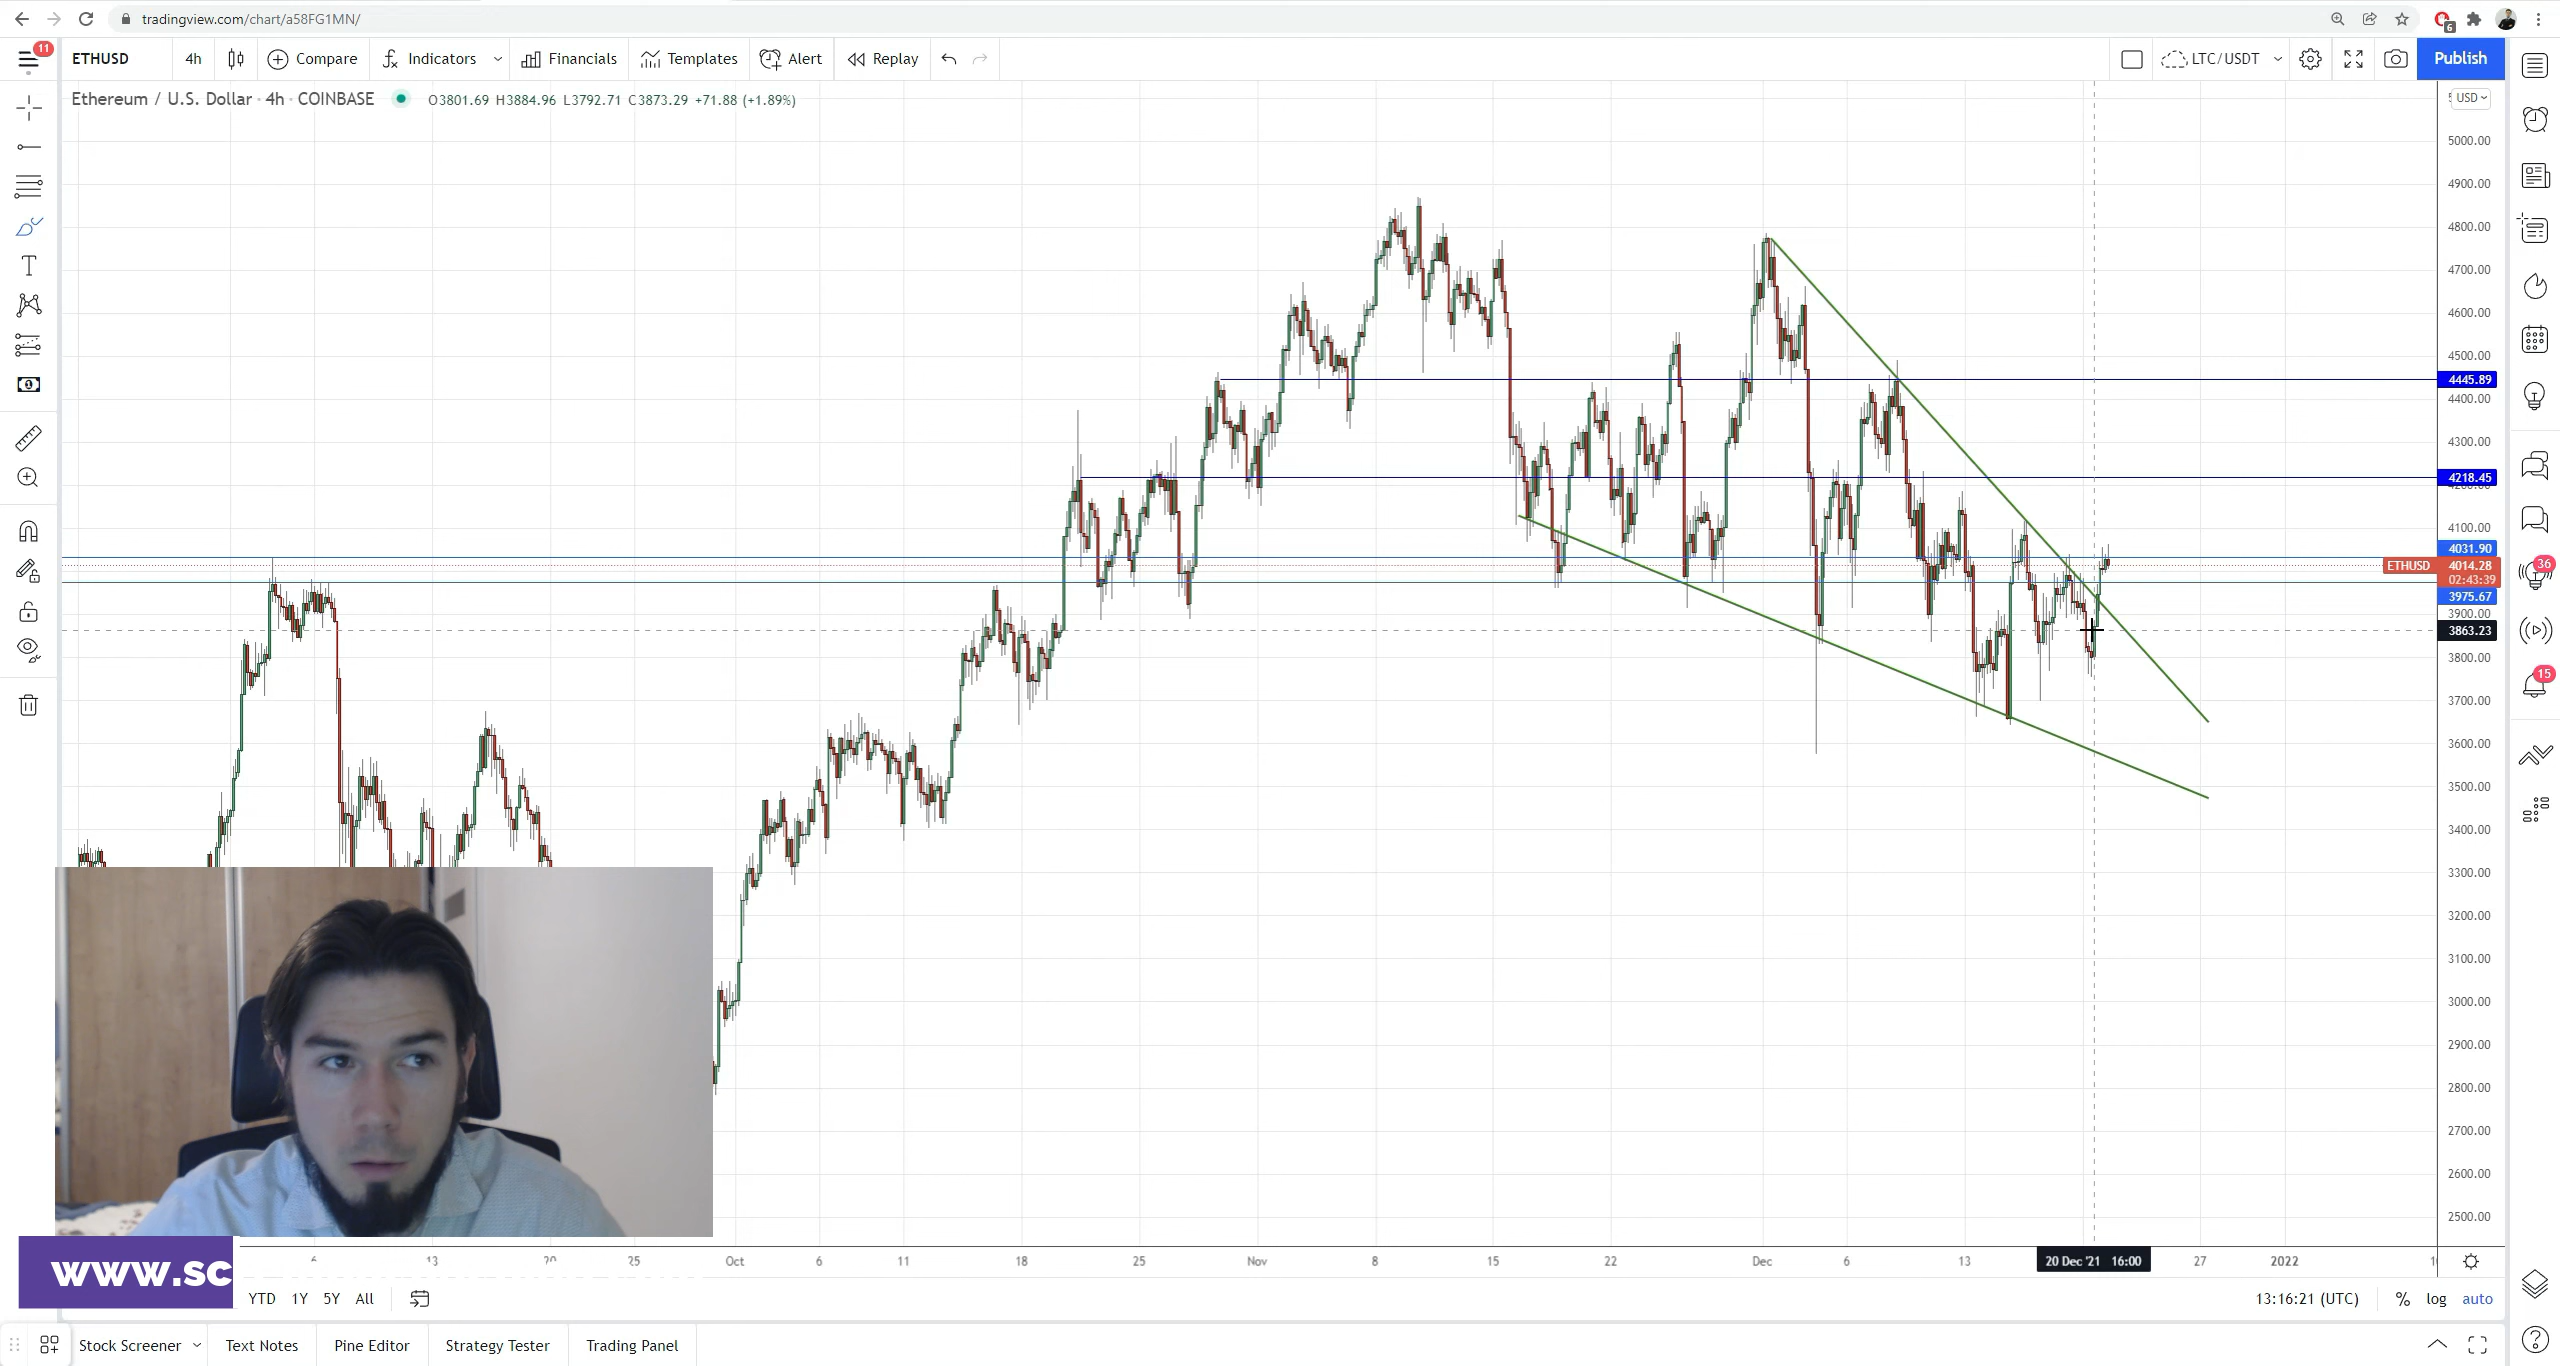 tradingview.com/chart/a58FG1MN/
6
11
ETHUSD
4h
Compare
Indicators
Financials
Templates
Alert
Replay
LTC/USDT
Publish
Ethereum / U.S. Dollar · 4h · COINBASE
O3801.69 H3884.96 L3792.71 C3873.29 +71.88 (+1.89%)
USD
5000.00
4900.00
4800.00
4700.00
4600.00
4500.00
4445.89
4400.00
4300.00
4218.45
4100.00
4031.90
ETHUSD 4014.28
02:43:39
3975.67
3900.00
3863.23
3800.00
3700.00
3600.00
3500.00
3400.00
3300.00
3200.00
3100.00
3000.00
2900.00
2800.00
2700.00
2600.00
2500.00
36
15
www.sc
6 13 20 25 Oct 6 11 18 25 Nov 8 15 22 Dec 6 13 20 Dec '21 16:00 27 2022
YTD 1Y 5Y All
13:16:21 (UTC) % log auto
Stock Screener
Text Notes
Pine Editor
Strategy Tester
Trading Panel